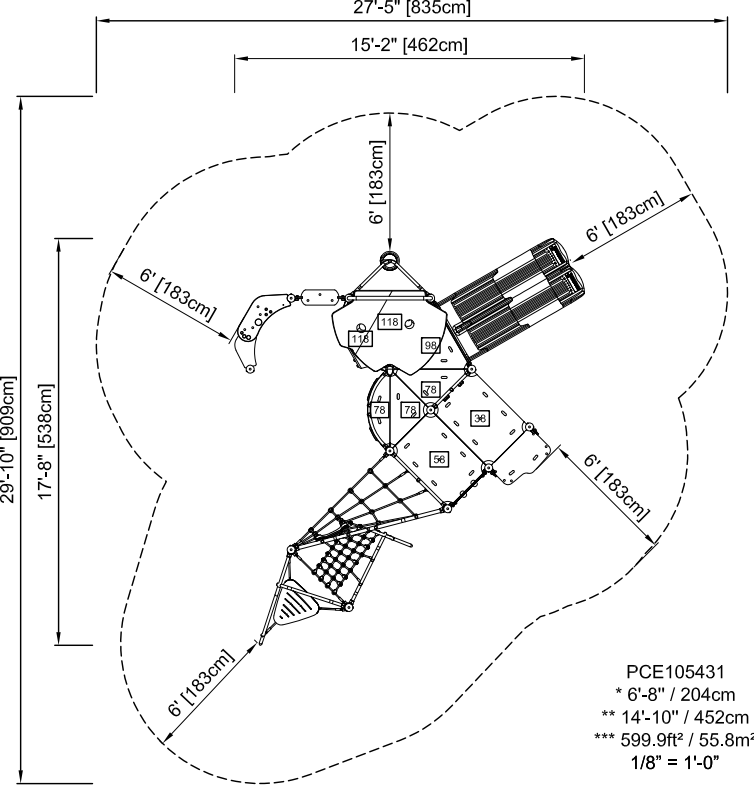 27'-5" [835cm]
15'-2" [462cm]
6' [183cm]
6' [183cm]
6' [183cm]
118
118
98
78
78
78
38
58
29'-10" [909cm]
17'-8" [538cm]
6' [183cm]
6' [183cm]
PCE105431
* 6'-8" / 204cm
** 14'-10" / 452cm
*** 599.9ft² / 55.8m²
1/8" = 1'-0"